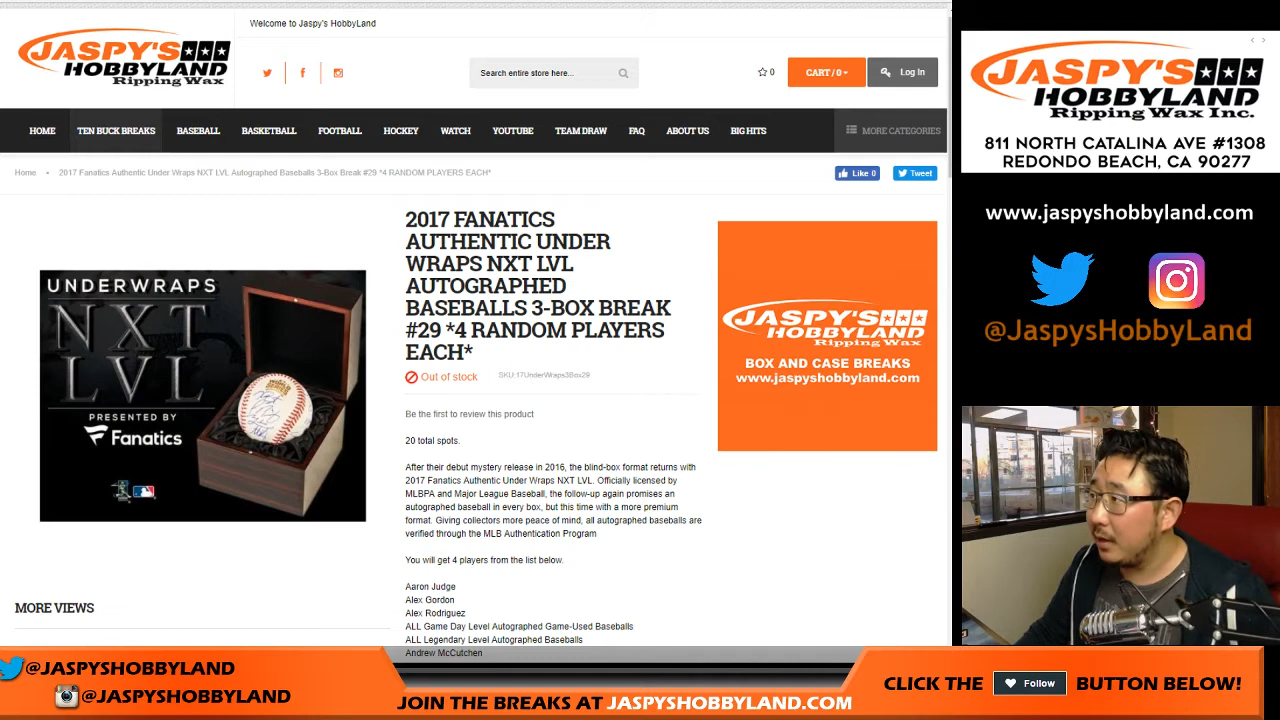 Welcome to Jaspy's HobbyLand
JASPY'S
HOBBYLAND
Ripping Wax
Search entire store here...
0
CART / 0
Log In
HOME TEN BUCK BREAKS BASEBALL BASKETBALL FOOTBALL HOCKEY WATCH YOUTUBE TEAM DRAW FAQ ABOUT US BIG HITS MORE CATEGORIES
Home • 2017 Fanatics Authentic Under Wraps NXT LVL Autographed Baseballs 3-Box Break #29 *4 RANDOM PLAYERS EACH*
Like 0
Tweet
UNDERWRAPS
NXT
LVL
PRESENTED BY
Fanatics
MORE VIEWS
2017 FANATICS
AUTHENTIC UNDER
WRAPS NXT LVL
AUTOGRAPHED
BASEBALLS 3-BOX BREAK
#29 *4 RANDOM PLAYERS
EACH*
Out of stock
SKU:17UnderWraps3Box29
Be the first to review this product
20 total spots.
After their debut mystery release in 2016, the blind-box format returns with
2017 Fanatics Authentic Under Wraps NXT LVL. Officially licensed by
MLBPA and Major League Baseball, the follow-up again promises an
autographed baseball in every box, but this time with a more premium
format. Giving collectors more peace of mind, all autographed baseballs are
verified through the MLB Authentication Program
You will get 4 players from the list below.
Aaron Judge
Alex Gordon
Alex Rodriguez
ALL Game Day Level Autographed Game-Used Baseballs
ALL Legendary Level Autographed Baseballs
Andrew McCutchen
JASPY'S
HOBBYLAND
Ripping Wax
BOX AND CASE BREAKS
www.jaspyshobbyland.com
JASPY'S
HOBBYLAND
Ripping Wax Inc.
811 NORTH CATALINA AVE #1308
REDONDO BEACH, CA 90277
www.jaspyshobbyland.com
@JaspysHobbyLand
@JASPYSHOBBYLAND
@JASPYSHOBBYLAND
JOIN THE BREAKS AT JASPYSHOBBYLAND.COM
CLICK THE Follow BUTTON BELOW!